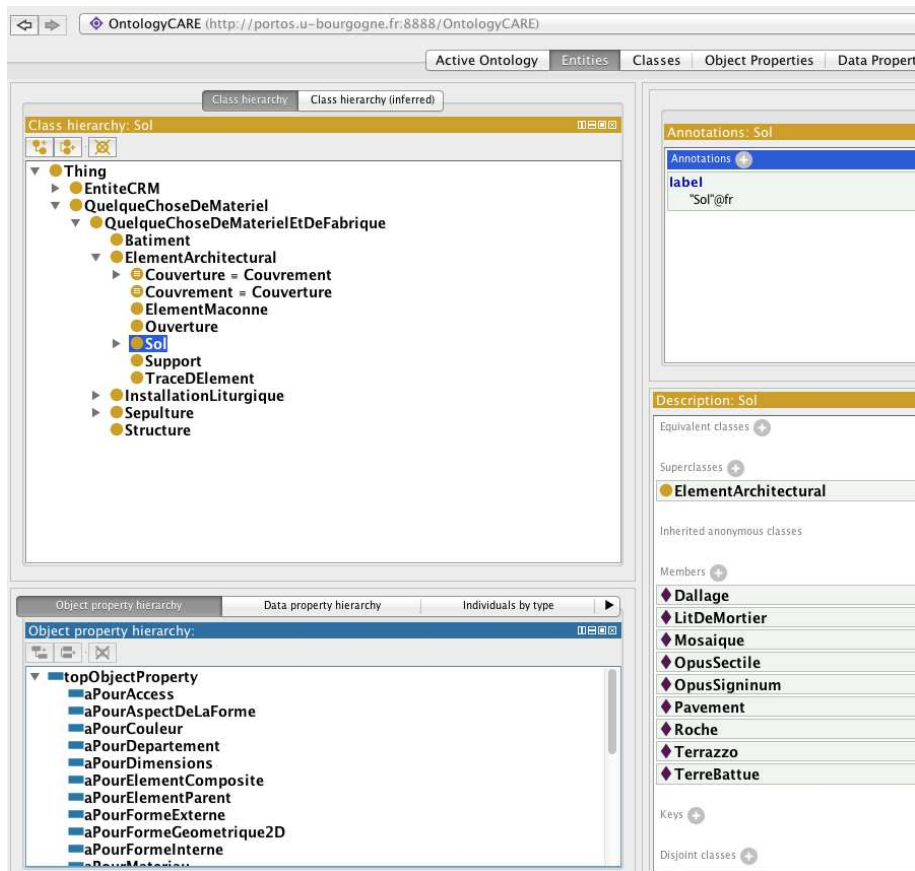 OntologyCARE (http://portos.u-bourgogne.fr:8888/OntologyCARE)
Active Ontology Entities Classes Object Properties Data Propert
Class hierarchy Class hierarchy (inferred)
Class hierarchy: Sol
Thing
EntiteCRM
QuelqueChoseDeMateriel
QuelqueChoseDeMaterielEtDeFabrique
Batiment
ElementArchitectural
Couverture = Couvrement
Couvrement = Couverture
ElementMaconne
Ouverture
Sol
Support
TraceDElement
InstallationLiturgique
Sepulture
Structure
Object property hierarchy Data property hierarchy Individuals by type
Object property hierarchy:
topObjectProperty
aPourAccess
aPourAspectDeLaForme
aPourCouleur
aPourDepartement
aPourDimensions
aPourElementComposite
aPourElementParent
aPourFormeExterne
aPourFormeGeometrique2D
aPourFormeInterne
aPourMateriau
Annotations: Sol
Annotations
label
"Sol"@fr
Description: Sol
Equivalent classes
Superclasses
ElementArchitectural
Inherited anonymous classes
Members
Dallage
LitDeMortier
Mosaique
OpusSectile
OpusSigninum
Pavement
Roche
Terrazzo
TerreBattue
Keys
Disjoint classes